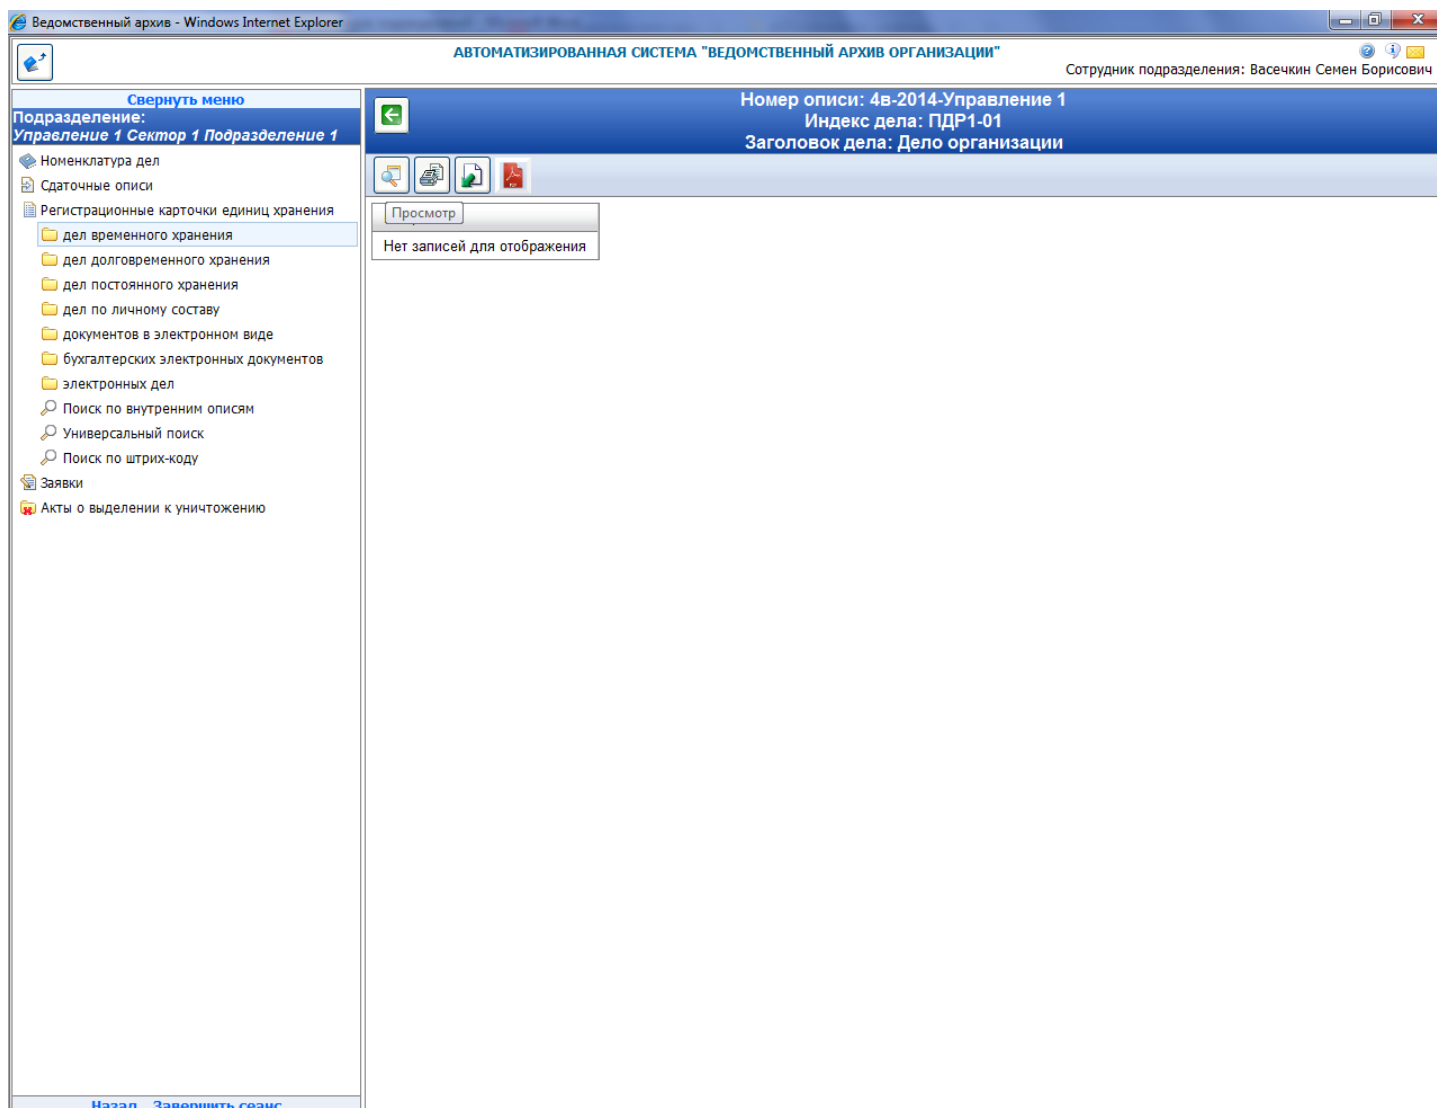 Ведомственный архив - Windows Internet Explorer
АВТОМАТИЗИРОВАННАЯ СИСТЕМА "ВЕДОМСТВЕННЫЙ АРХИВ ОРГАНИЗАЦИИ"
Сотрудник подразделения: Васечкин Семен Борисович
Свернуть меню
Подразделение:
Управление 1 Сектор 1 Подразделение 1
Номенклатура дел
Сдаточные описи
Регистрационные карточки единиц хранения
дел временного хранения
дел долговременного хранения
дел постоянного хранения
дел по личному составу
документов в электронном виде
бухгалтерских электронных документов
электронных дел
Поиск по внутренним описям
Универсальный поиск
Поиск по штрих-коду
Заявки
Акты о выделении к уничтожению
Назад Завершить сеанс
Номер описи: 4в-2014-Управление 1
Индекс дела: ПДР1-01
Заголовок дела: Дело организации
Просмотр
Нет записей для отображения